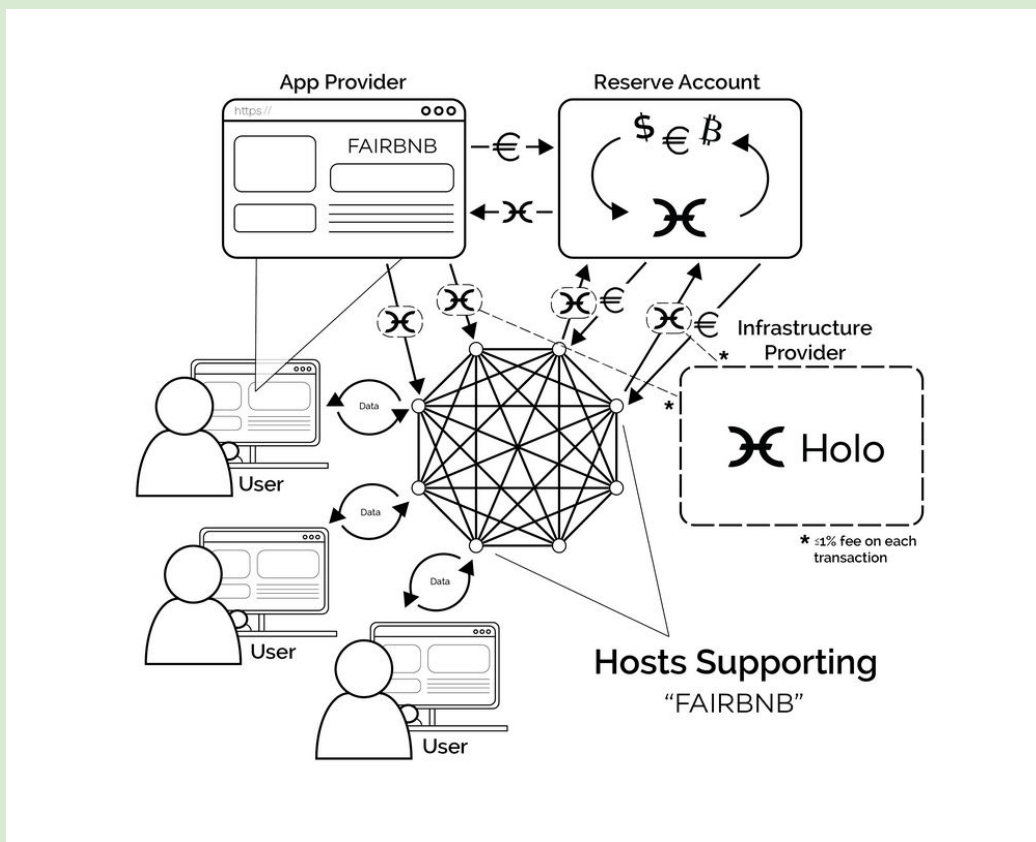 App Provider
Reserve Account
https://
FAIRBNB
€
$ € ₿
€
€
Infrastructure
Provider
*
*
Holo
* ≤1% fee on each
transaction
Data
User
Data
User
Data
User
Hosts Supporting
“FAIRBNB”